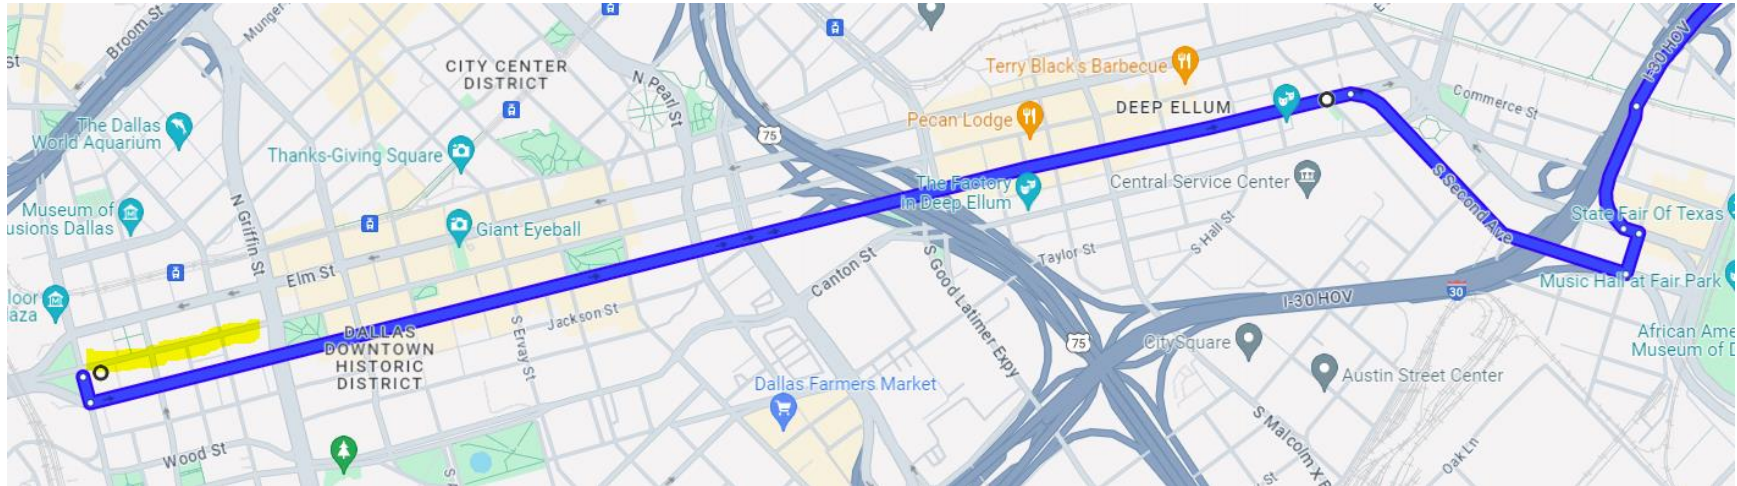 Broom St
Munger
st
CITY CENTER
DISTRICT
N Pearl St
The Dallas
World Aquarium
Thanks-Giving Square
75
Terry Black's Barbecue
Pecan Lodge
DEEP ELLUM
Commerce St
I-30 HOV
Museum of
usions Dallas
N Griffin St
Giant Eyeball
Elm St
The Factory
in Deep Ellum
Central Service Center
S Second Ave
State Fair Of Texas
Music Hall at Fair Park
loor
aza
DALLAS
DOWNTOWN
HISTORIC
DISTRICT
S Ervay St
Jackson St
Canton St
S Good Latimer Expy
Taylor St
S Hall St
I-30 HOV
30
75
CitySquare
Austin Street Center
African Ame
Museum of D
Dallas Farmers Market
Wood St
S Malcolm X B
Oak Ln